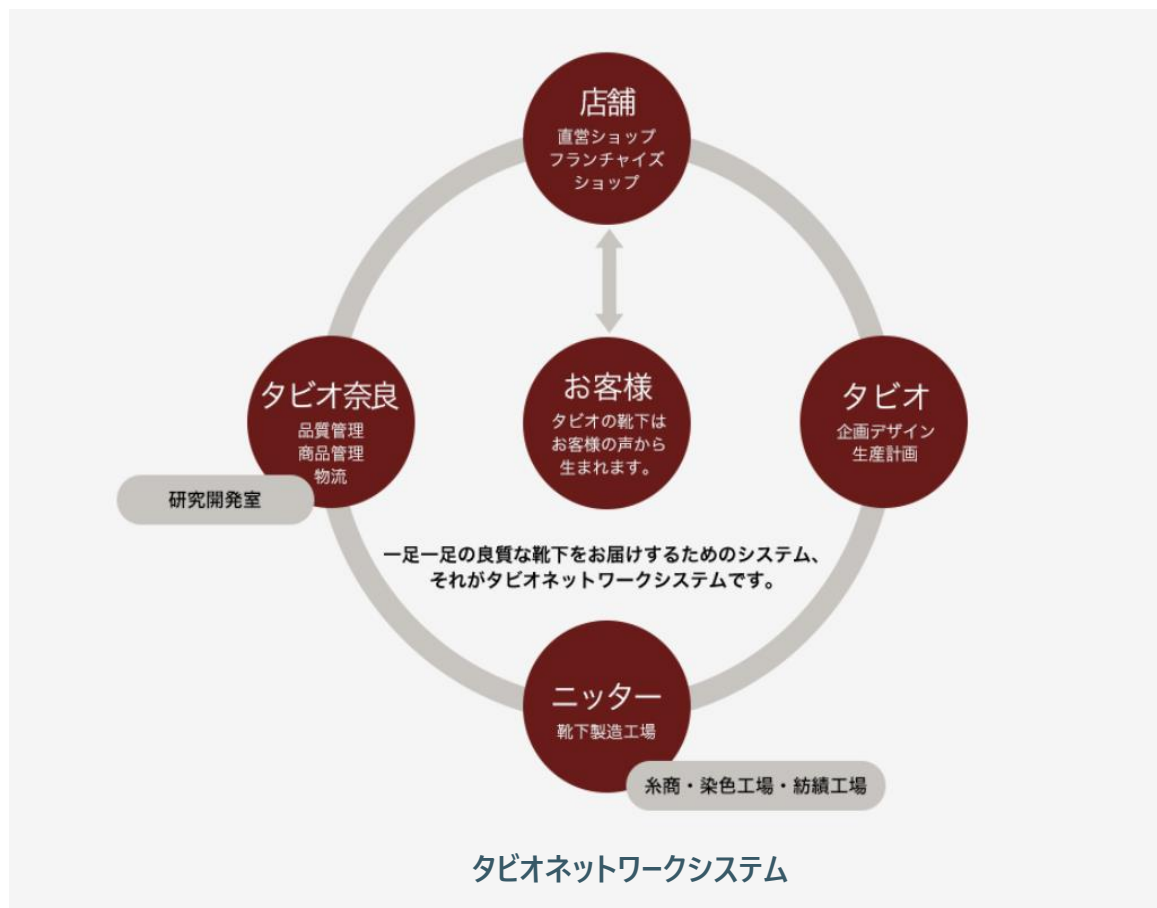 店舗
直営ショップ
フランチャイズ
ショップ
タビオ奈良
品質管理
商品管理
物流
研究開発室
お客様
タビオの靴下は
お客様の声から
生まれます。
タビオ
企画デザイン
生産計画
一足一足の良質な靴下をお届けするためのシステム、
それがタビオネットワークシステムです。
ニッター
靴下製造工場
糸商・染色工場・紡績工場
タビオネットワークシステム